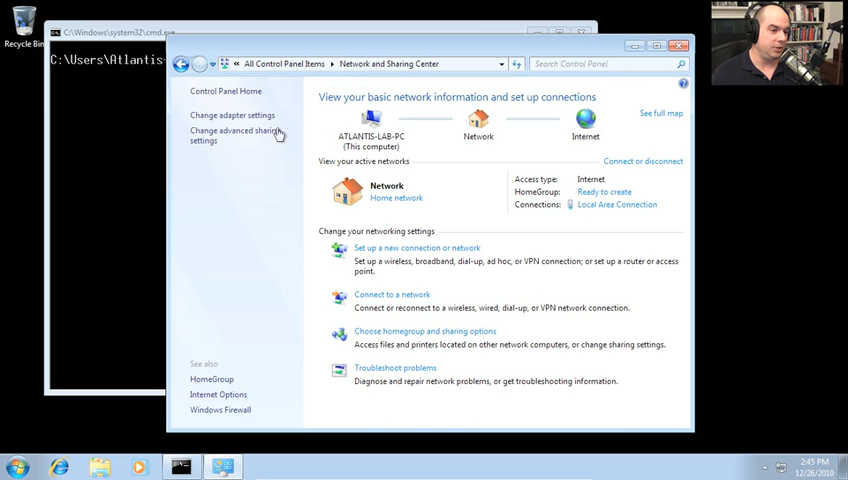 Recycle Bin
C:\Windows\system32\cmd.exe
C:\Users\Atlantis-
All Control Panel Items
Network and Sharing Center
Search Control Panel
Control Panel Home
Change adapter settings
Change advanced sharing
settings
View your basic network information and set up connections
See full map
ATLANTIS-LAB-PC
(This computer)
Network
Internet
View your active networks
Connect or disconnect
Network
Home network
Access type: Internet
HomeGroup: Ready to create
Connections: Local Area Connection
Change your networking settings
Set up a new connection or network
Set up a wireless, broadband, dial-up, ad hoc, or VPN connection; or set up a router or access
point.
Connect to a network
Connect or reconnect to a wireless, wired, dial-up, or VPN network connection.
Choose homegroup and sharing options
Access files and printers located on other network computers, or change sharing settings.
Troubleshoot problems
Diagnose and repair network problems, or get troubleshooting information.
See also
HomeGroup
Internet Options
Windows Firewall
2:45 PM
12/26/2010